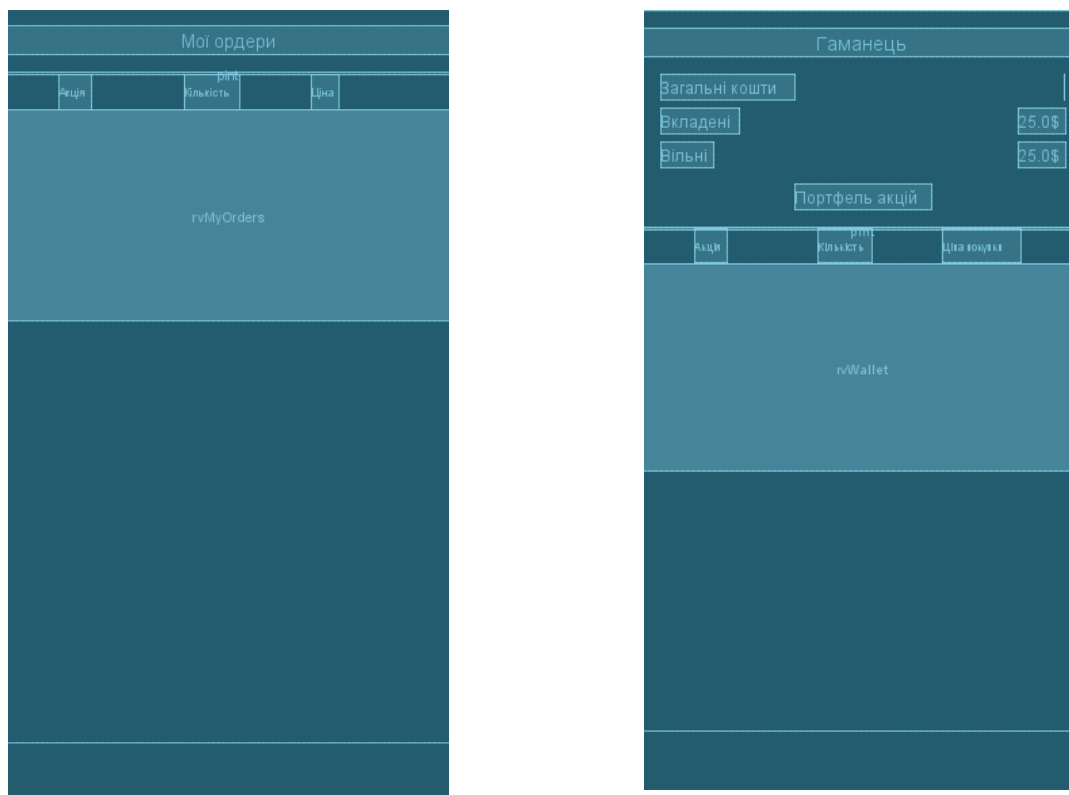 Мої ордери
pint
Акція Кількість Ціна
rvMyOrders
Гаманець
Загальні кошти
Вкладені 25.0$
Вільні 25.0$
Портфель акцій
pint
Акція Кількість Ціна покупки
rvWallet